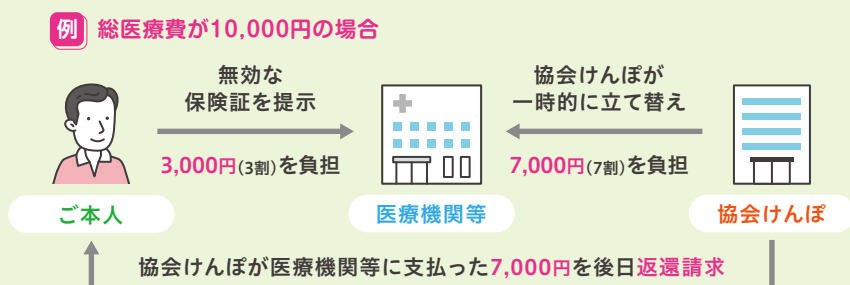 例 総医療費が10,000円の場合
無効な
保険証を提示
協会けんぽが
一時的に立て替え
3,000円(3割)を負担
7,000円(7割)を負担
ご本人
医療機関等
協会けんぽ
協会けんぽが医療機関等に支払った7,000円を後日返還請求